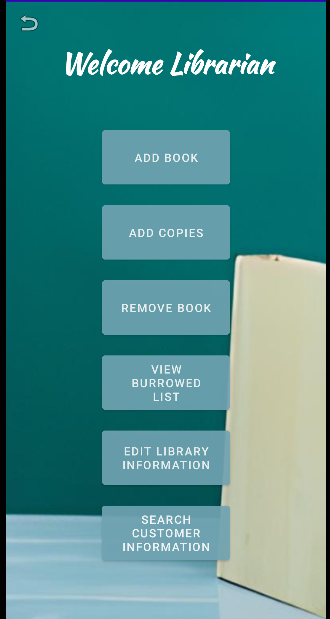 Welcome Librarian
ADD BOOK
ADD COPIES
REMOVE BOOK
VIEW
BURROWED
LIST
EDIT LIBRARY
INFORMATION
SEARCH
CUSTOMER
INFORMATION